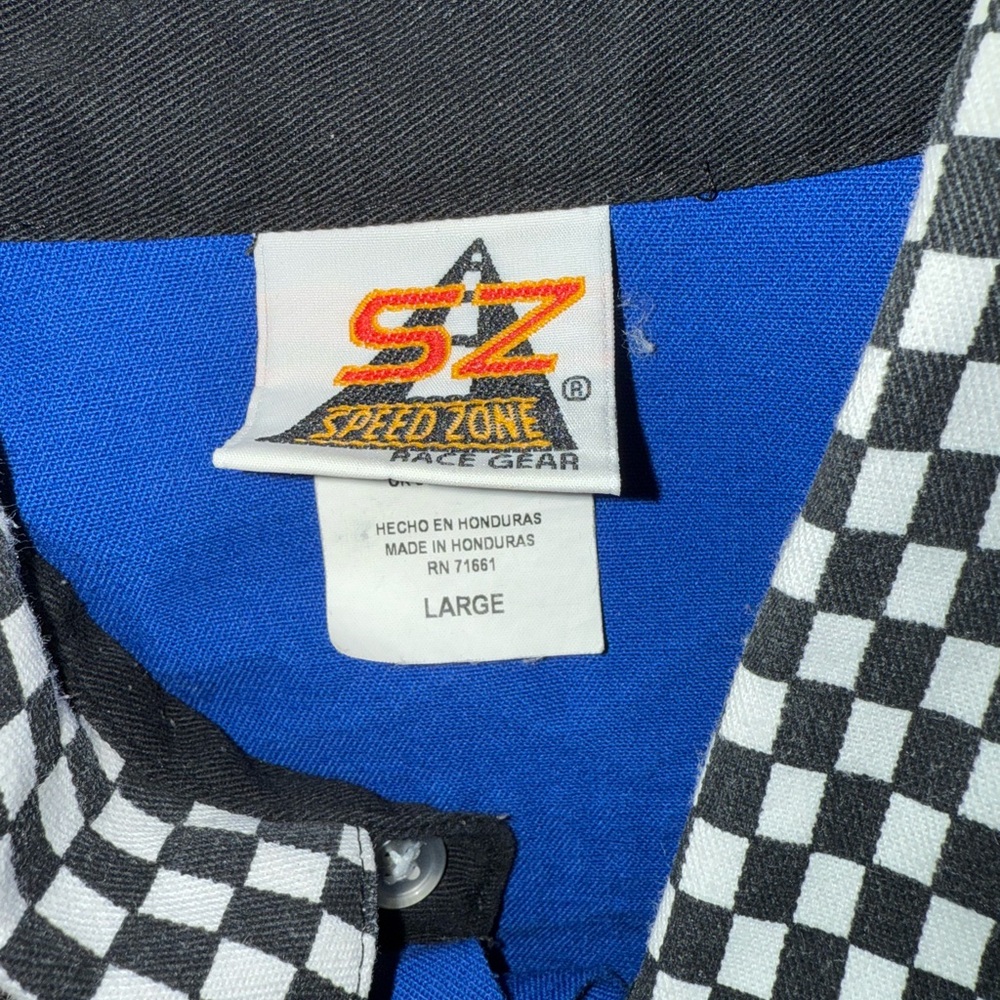 SZ
®
SPEED ZONE
RACE GEAR
HECHO EN HONDURAS
MADE IN HONDURAS
RN 71661
LARGE